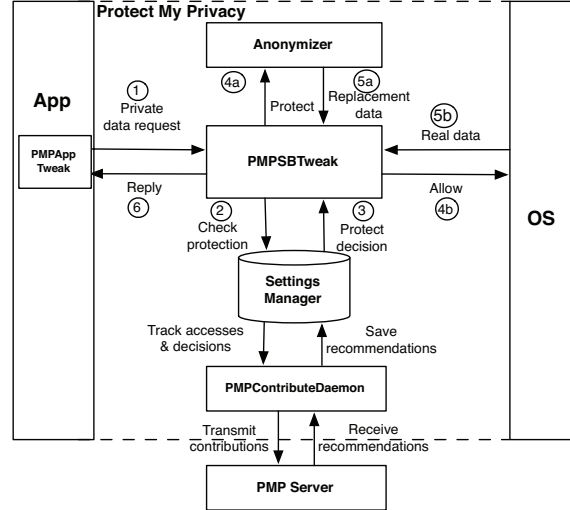 Protect My Privacy
Anonymizer
App
1
Private
data request
4a
Protect
5a
Replacement
data
5b
Real data
PMPApp
Tweak
PMPSBTweak
Reply
6
2
Check
protection
3
Protect
decision
Allow
4b
OS
Settings
Manager
Track accesses
& decisions
Save
recommendations
PMPContributeDaemon
Transmit
contributions
Receive
recommendations
PMP Server